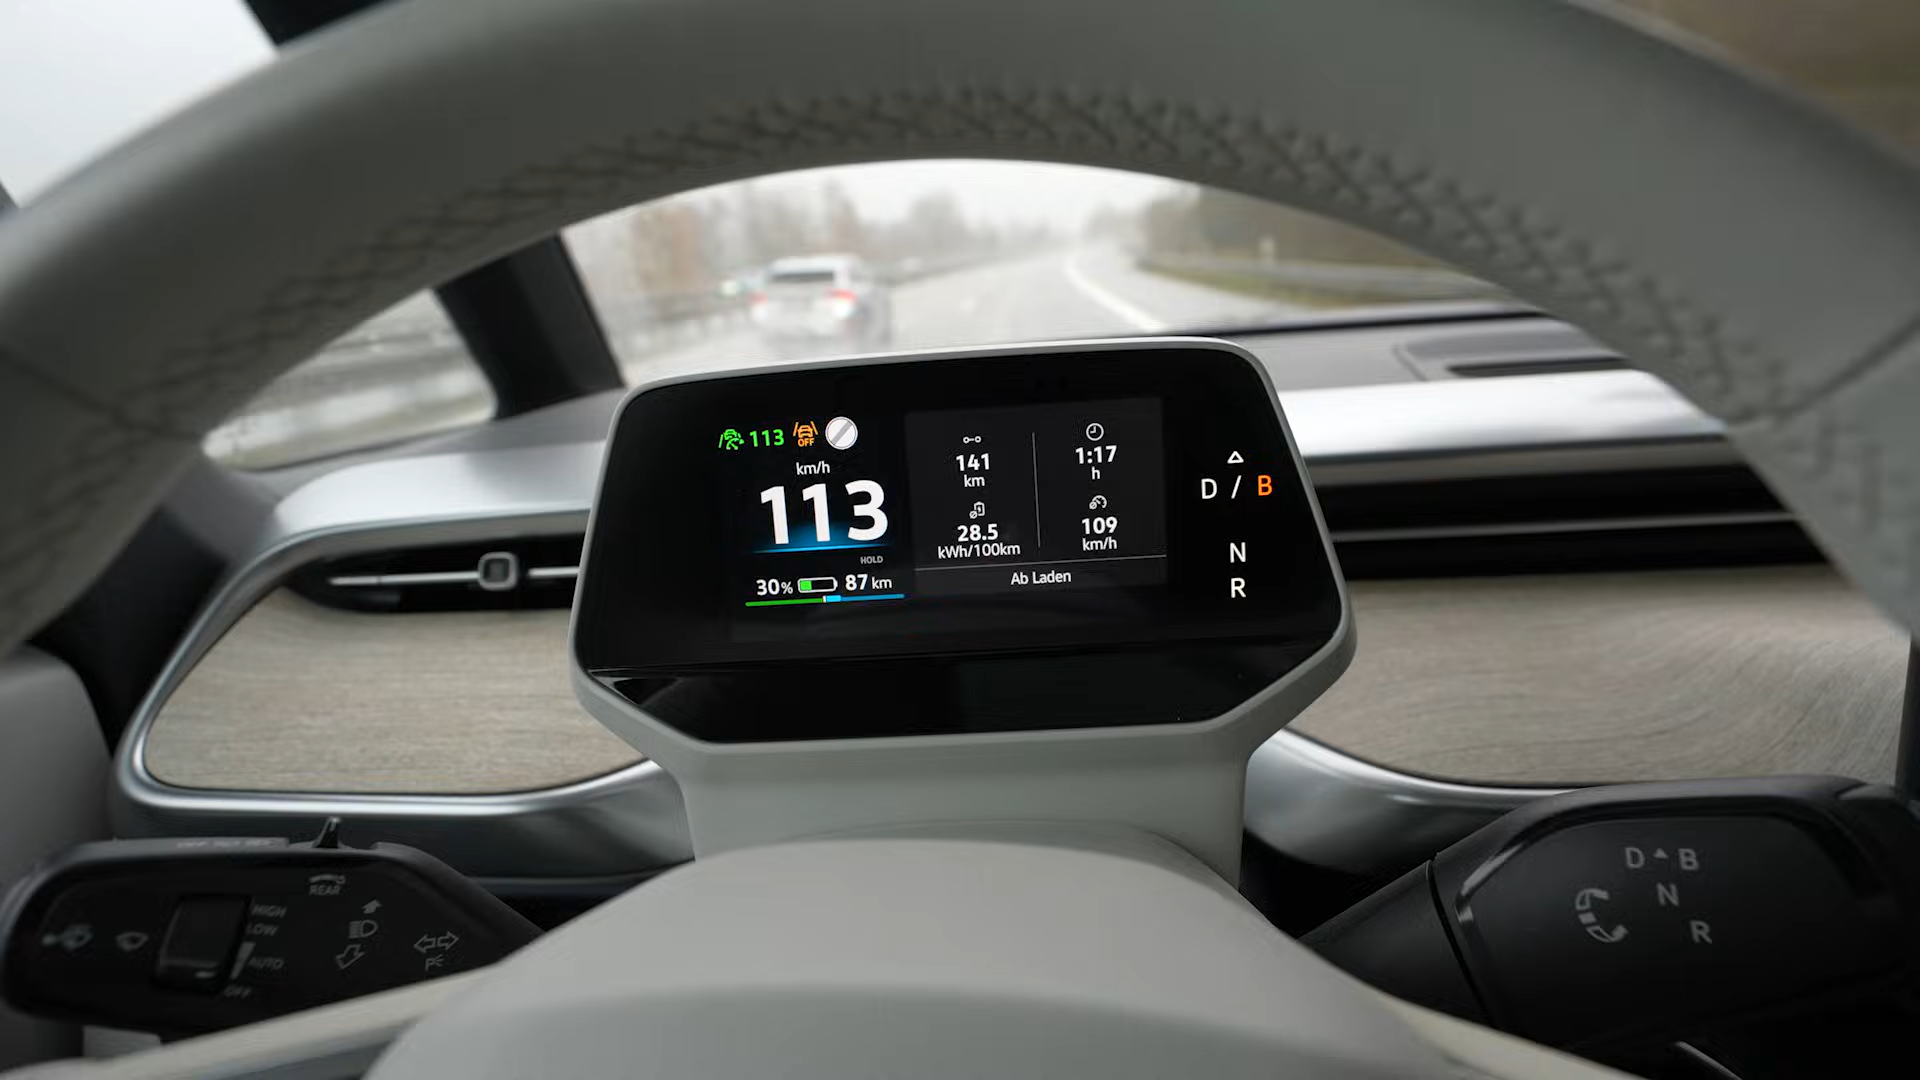 113
OFF
km/h
113
HOLD
30% 87 km
141
km
1:17
h
28.5
kWh/100km
109
km/h
Ab Laden
D / B
N
R
REAR
HIGH
LOW
AUTO
OFF
D B
N
R